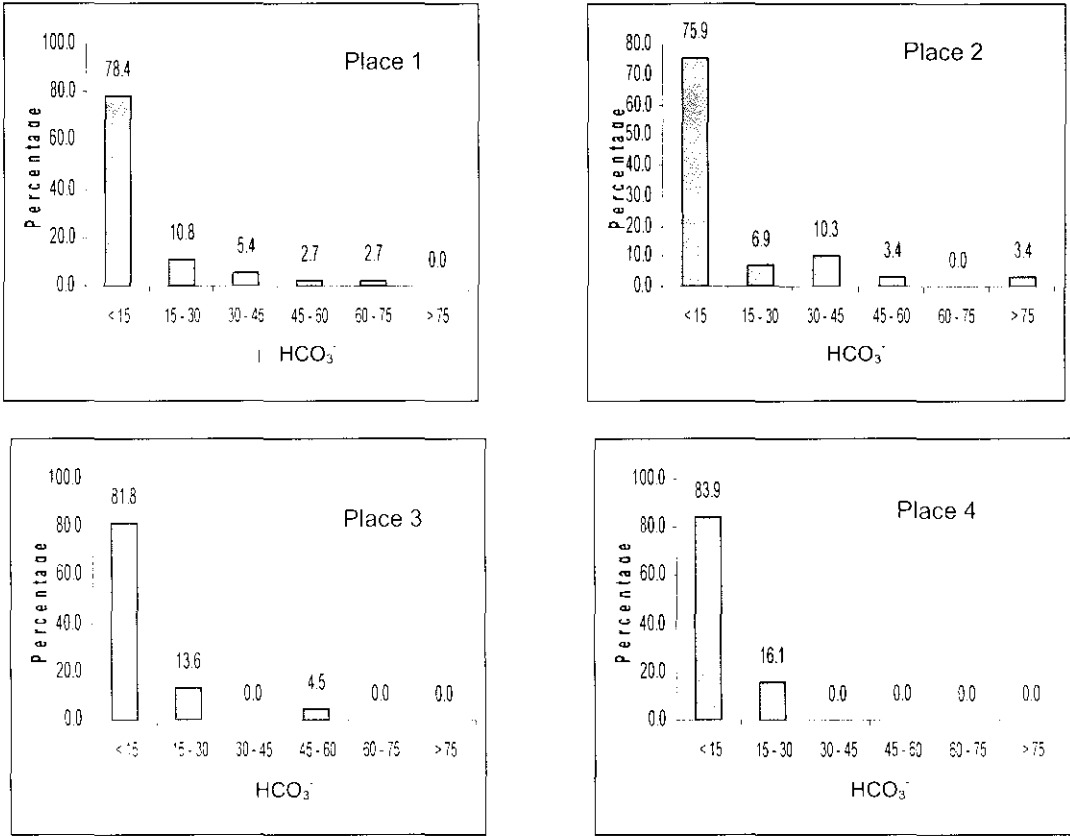 Place 1
Percentade
100.0
80.0
60.0
40.0
20.0
0.0
78.4
10.8
5.4
2.7
2.7
0.0
< 15
15 - 30
30 - 45
45 - 60
60 - 75
> 75
HCO₃⁻
Place 2
Percentade
80.0
70.0
60.0
50.0
40.0
30.0
20.0
10.0
0.0
75.9
6.9
10.3
3.4
0.0
3.4
< 15
15 - 30
30 - 45
45 - 60
60 - 75
> 75
HCO₃⁻
Place 3
Percentade
100.0
80.0
60.0
40.0
20.0
0.0
81.8
13.6
0.0
4.5
0.0
0.0
< 15
15 - 30
30 - 45
45 - 60
60 - 75
> 75
HCO₃⁻
Place 4
Percentade
100.0
80.0
60.0
40.0
20.0
0.0
83.9
16.1
0.0
0.0
0.0
0.0
< 15
15 - 30
30 - 45
45 - 60
60 - 75
> 75
HCO₃⁻